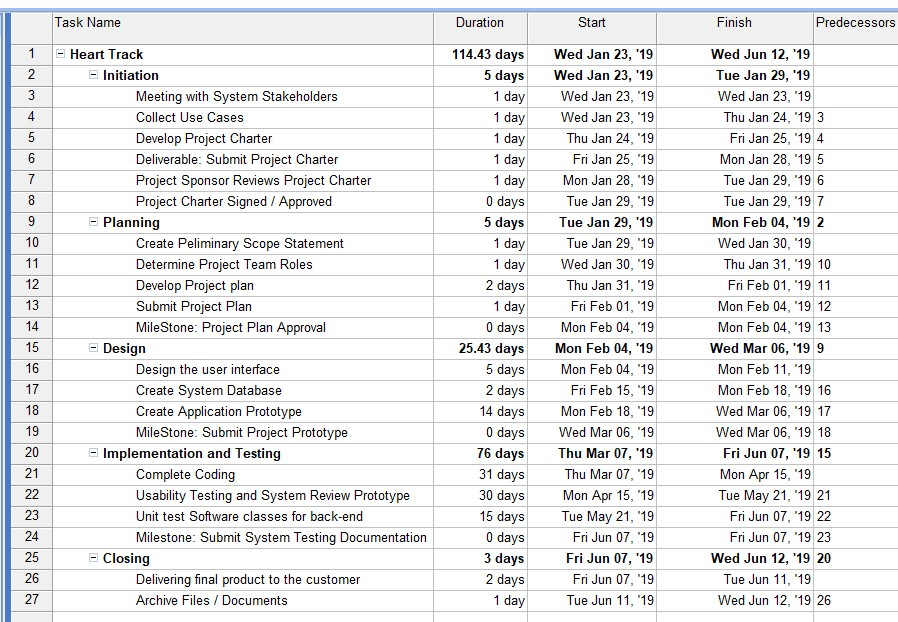 Task Name Duration Start Finish Predecessors
1 Heart Track 114.43 days Wed Jan 23, '19 Wed Jun 12, '19
2 Initiation 5 days Wed Jan 23, '19 Tue Jan 29, '19
3 Meeting with System Stakeholders 1 day Wed Jan 23, '19 Wed Jan 23, '19
4 Collect Use Cases 1 day Wed Jan 23, '19 Thu Jan 24, '19 3
5 Develop Project Charter 1 day Thu Jan 24, '19 Fri Jan 25, '19 4
6 Deliverable: Submit Project Charter 1 day Fri Jan 25, '19 Mon Jan 28, '19 5
7 Project Sponsor Reviews Project Charter 1 day Mon Jan 28, '19 Tue Jan 29, '19 6
8 Project Charter Signed / Approved 0 days Tue Jan 29, '19 Tue Jan 29, '19 7
9 Planning 5 days Tue Jan 29, '19 Mon Feb 04, '19 2
10 Create Peliminary Scope Statement 1 day Tue Jan 29, '19 Wed Jan 30, '19
11 Determine Project Team Roles 1 day Wed Jan 30, '19 Thu Jan 31, '19 10
12 Develop Project plan 2 days Thu Jan 31, '19 Fri Feb 01, '19 11
13 Submit Project Plan 1 day Fri Feb 01, '19 Mon Feb 04, '19 12
14 MileStone: Project Plan Approval 0 days Mon Feb 04, '19 Mon Feb 04, '19 13
15 Design 25.43 days Mon Feb 04, '19 Wed Mar 06, '19 9
16 Design the user interface 5 days Mon Feb 04, '19 Mon Feb 11, '19
17 Create System Database 2 days Fri Feb 15, '19 Mon Feb 18, '19 16
18 Create Application Prototype 14 days Mon Feb 18, '19 Wed Mar 06, '19 17
19 MileStone: Submit Project Prototype 0 days Wed Mar 06, '19 Wed Mar 06, '19 18
20 Implementation and Testing 76 days Thu Mar 07, '19 Fri Jun 07, '19 15
21 Complete Coding 31 days Thu Mar 07, '19 Mon Apr 15, '19
22 Usability Testing and System Review Prototype 30 days Mon Apr 15, '19 Tue May 21, '19 21
23 Unit test Software classes for back-end 15 days Tue May 21, '19 Fri Jun 07, '19 22
24 Milestone: Submit System Testing Documentation 0 days Fri Jun 07, '19 Fri Jun 07, '19 23
25 Closing 3 days Fri Jun 07, '19 Wed Jun 12, '19 20
26 Delivering final product to the customer 2 days Fri Jun 07, '19 Tue Jun 11, '19
27 Archive Files / Documents 1 day Tue Jun 11, '19 Wed Jun 12, '19 26